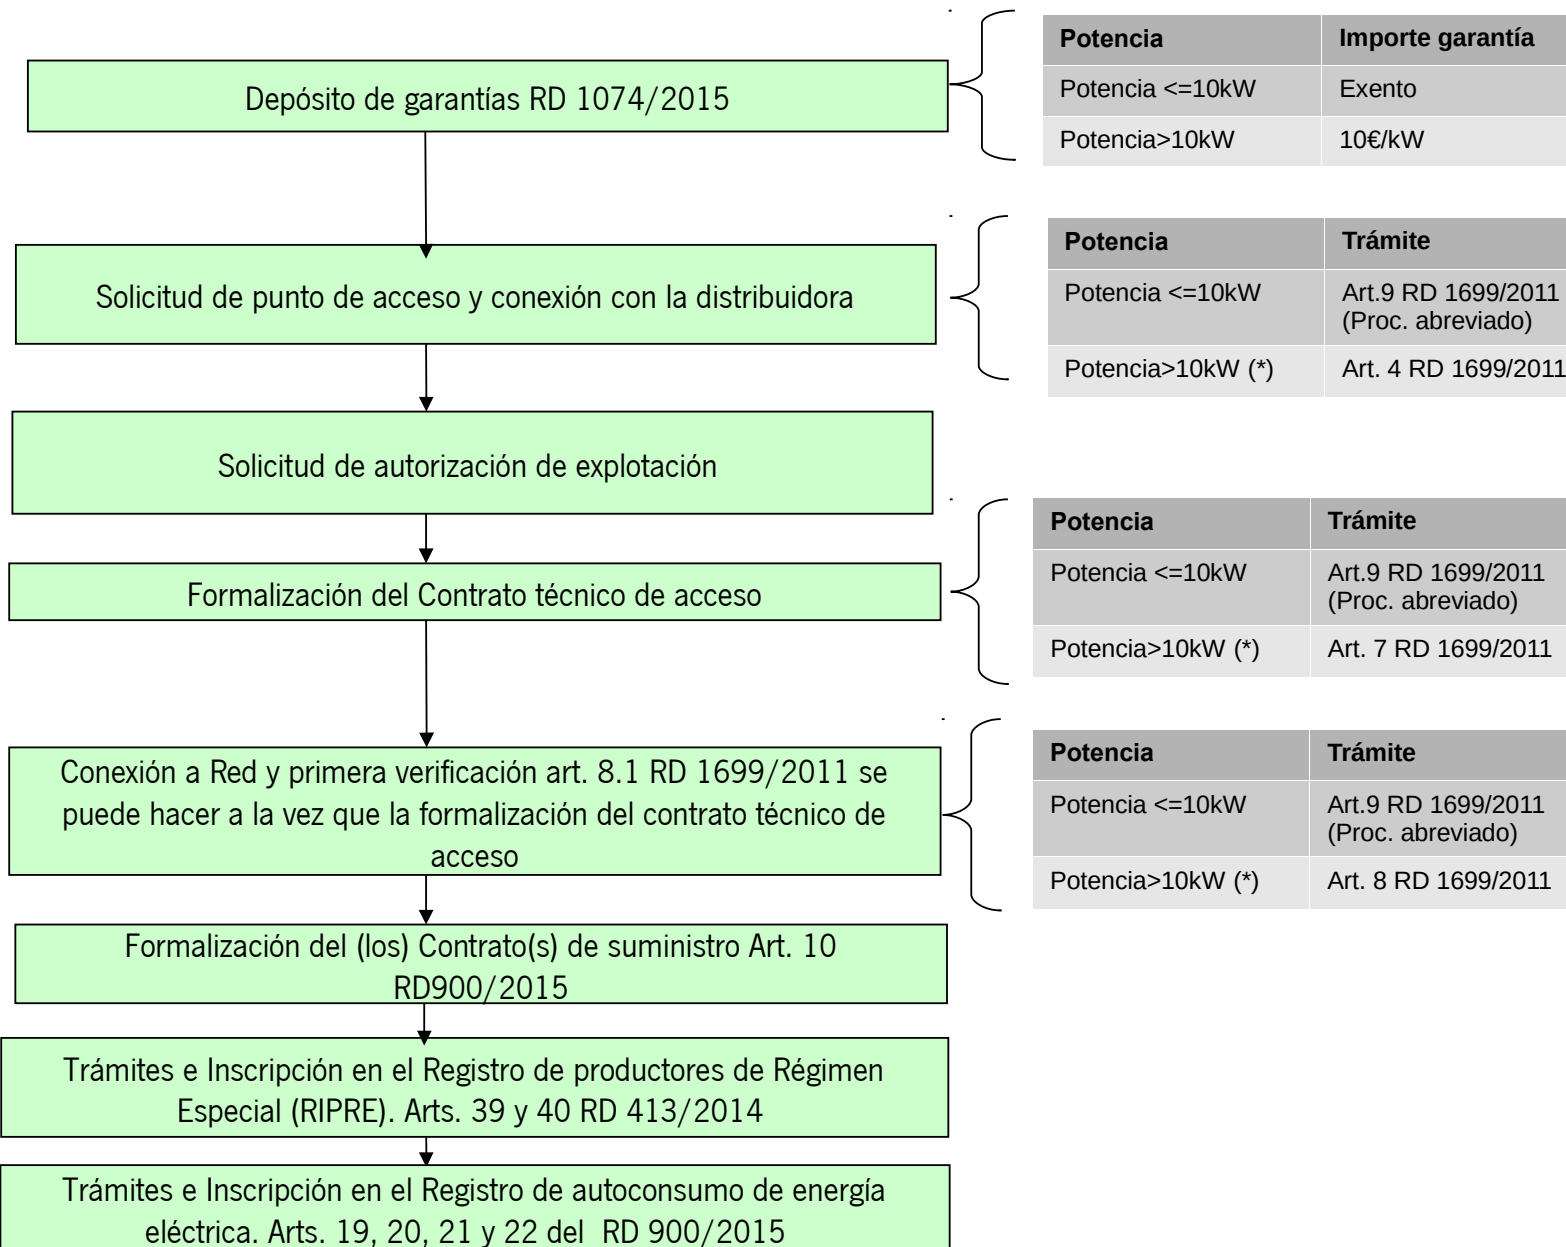 Depósito de garantías RD 1074/2015
Potencia Importe garantía
Potencia <=10kW Exento
Potencia>10kW 10€/kW
Solicitud de punto de acceso y conexión con la distribuidora
Potencia Trámite
Potencia <=10kW Art.9 RD 1699/2011
(Proc. abreviado)
Potencia>10kW (*) Art. 4 RD 1699/2011
Solicitud de autorización de explotación
Formalización del Contrato técnico de acceso
Potencia Trámite
Potencia <=10kW Art.9 RD 1699/2011
(Proc. abreviado)
Potencia>10kW (*) Art. 7 RD 1699/2011
Conexión a Red y primera verificación art. 8.1 RD 1699/2011 se
puede hacer a la vez que la formalización del contrato técnico de
acceso
Potencia Trámite
Potencia <=10kW Art.9 RD 1699/2011
(Proc. abreviado)
Potencia>10kW (*) Art. 8 RD 1699/2011
Formalización del (los) Contrato(s) de suministro Art. 10
RD900/2015
Trámites e Inscripción en el Registro de productores de Régimen
Especial (RIPRE). Arts. 39 y 40 RD 413/2014
Trámites e Inscripción en el Registro de autoconsumo de energía
eléctrica. Arts. 19, 20, 21 y 22 del RD 900/2015